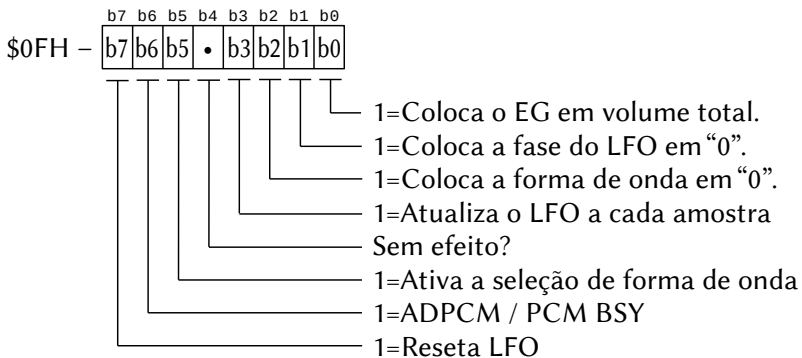 b7 b6 b5 b4 b3 b2 b1 b0
$0FH – b7 b6 b5 • b3 b2 b1 b0
1=Coloca o EG em volume total.
1=Coloca a fase do LFO em “0”.
1=Coloca a forma de onda em “0”.
1=Atualiza o LFO a cada amostra
Sem efeito?
1=Ativa a seleção de forma de onda
1=ADPCM / PCM BSY
1=Reseta LFO